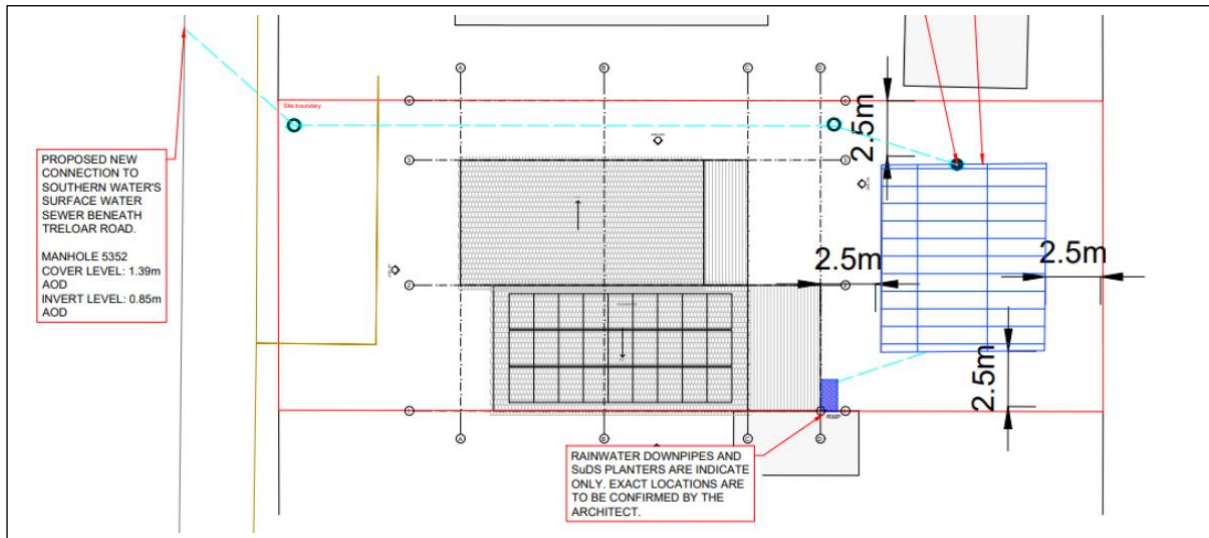 A
B
C
D
Site boundary
2.5m
PROPOSED NEW
CONNECTION TO
SOUTHERN WATER'S
SURFACE WATER
SEWER BENEATH
TRELOAR ROAD.
MANHOLE 5352
COVER LEVEL: 1.39m
AOD
INVERT LEVEL: 0.85m
AOD
2.5m
2.5m
2.5m
RWP
A
B
C
D
RAINWATER DOWNPIPES AND
SuDS PLANTERS ARE INDICATE
ONLY. EXACT LOCATIONS ARE
TO BE CONFIRMED BY THE
ARCHITECT.